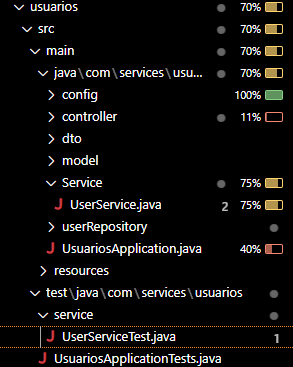 usuarios 70%
src 70%
main 70%
java\com\services\usu... 70%
config 100%
controller 11%
dto
model
Service 75%
J UserService.java 2 75%
userRepository
J UsuariosApplication.java 40%
resources
test\java\com\services\usuarios
service
J UserServiceTest.java 1
J UsuariosApplicationTests.java